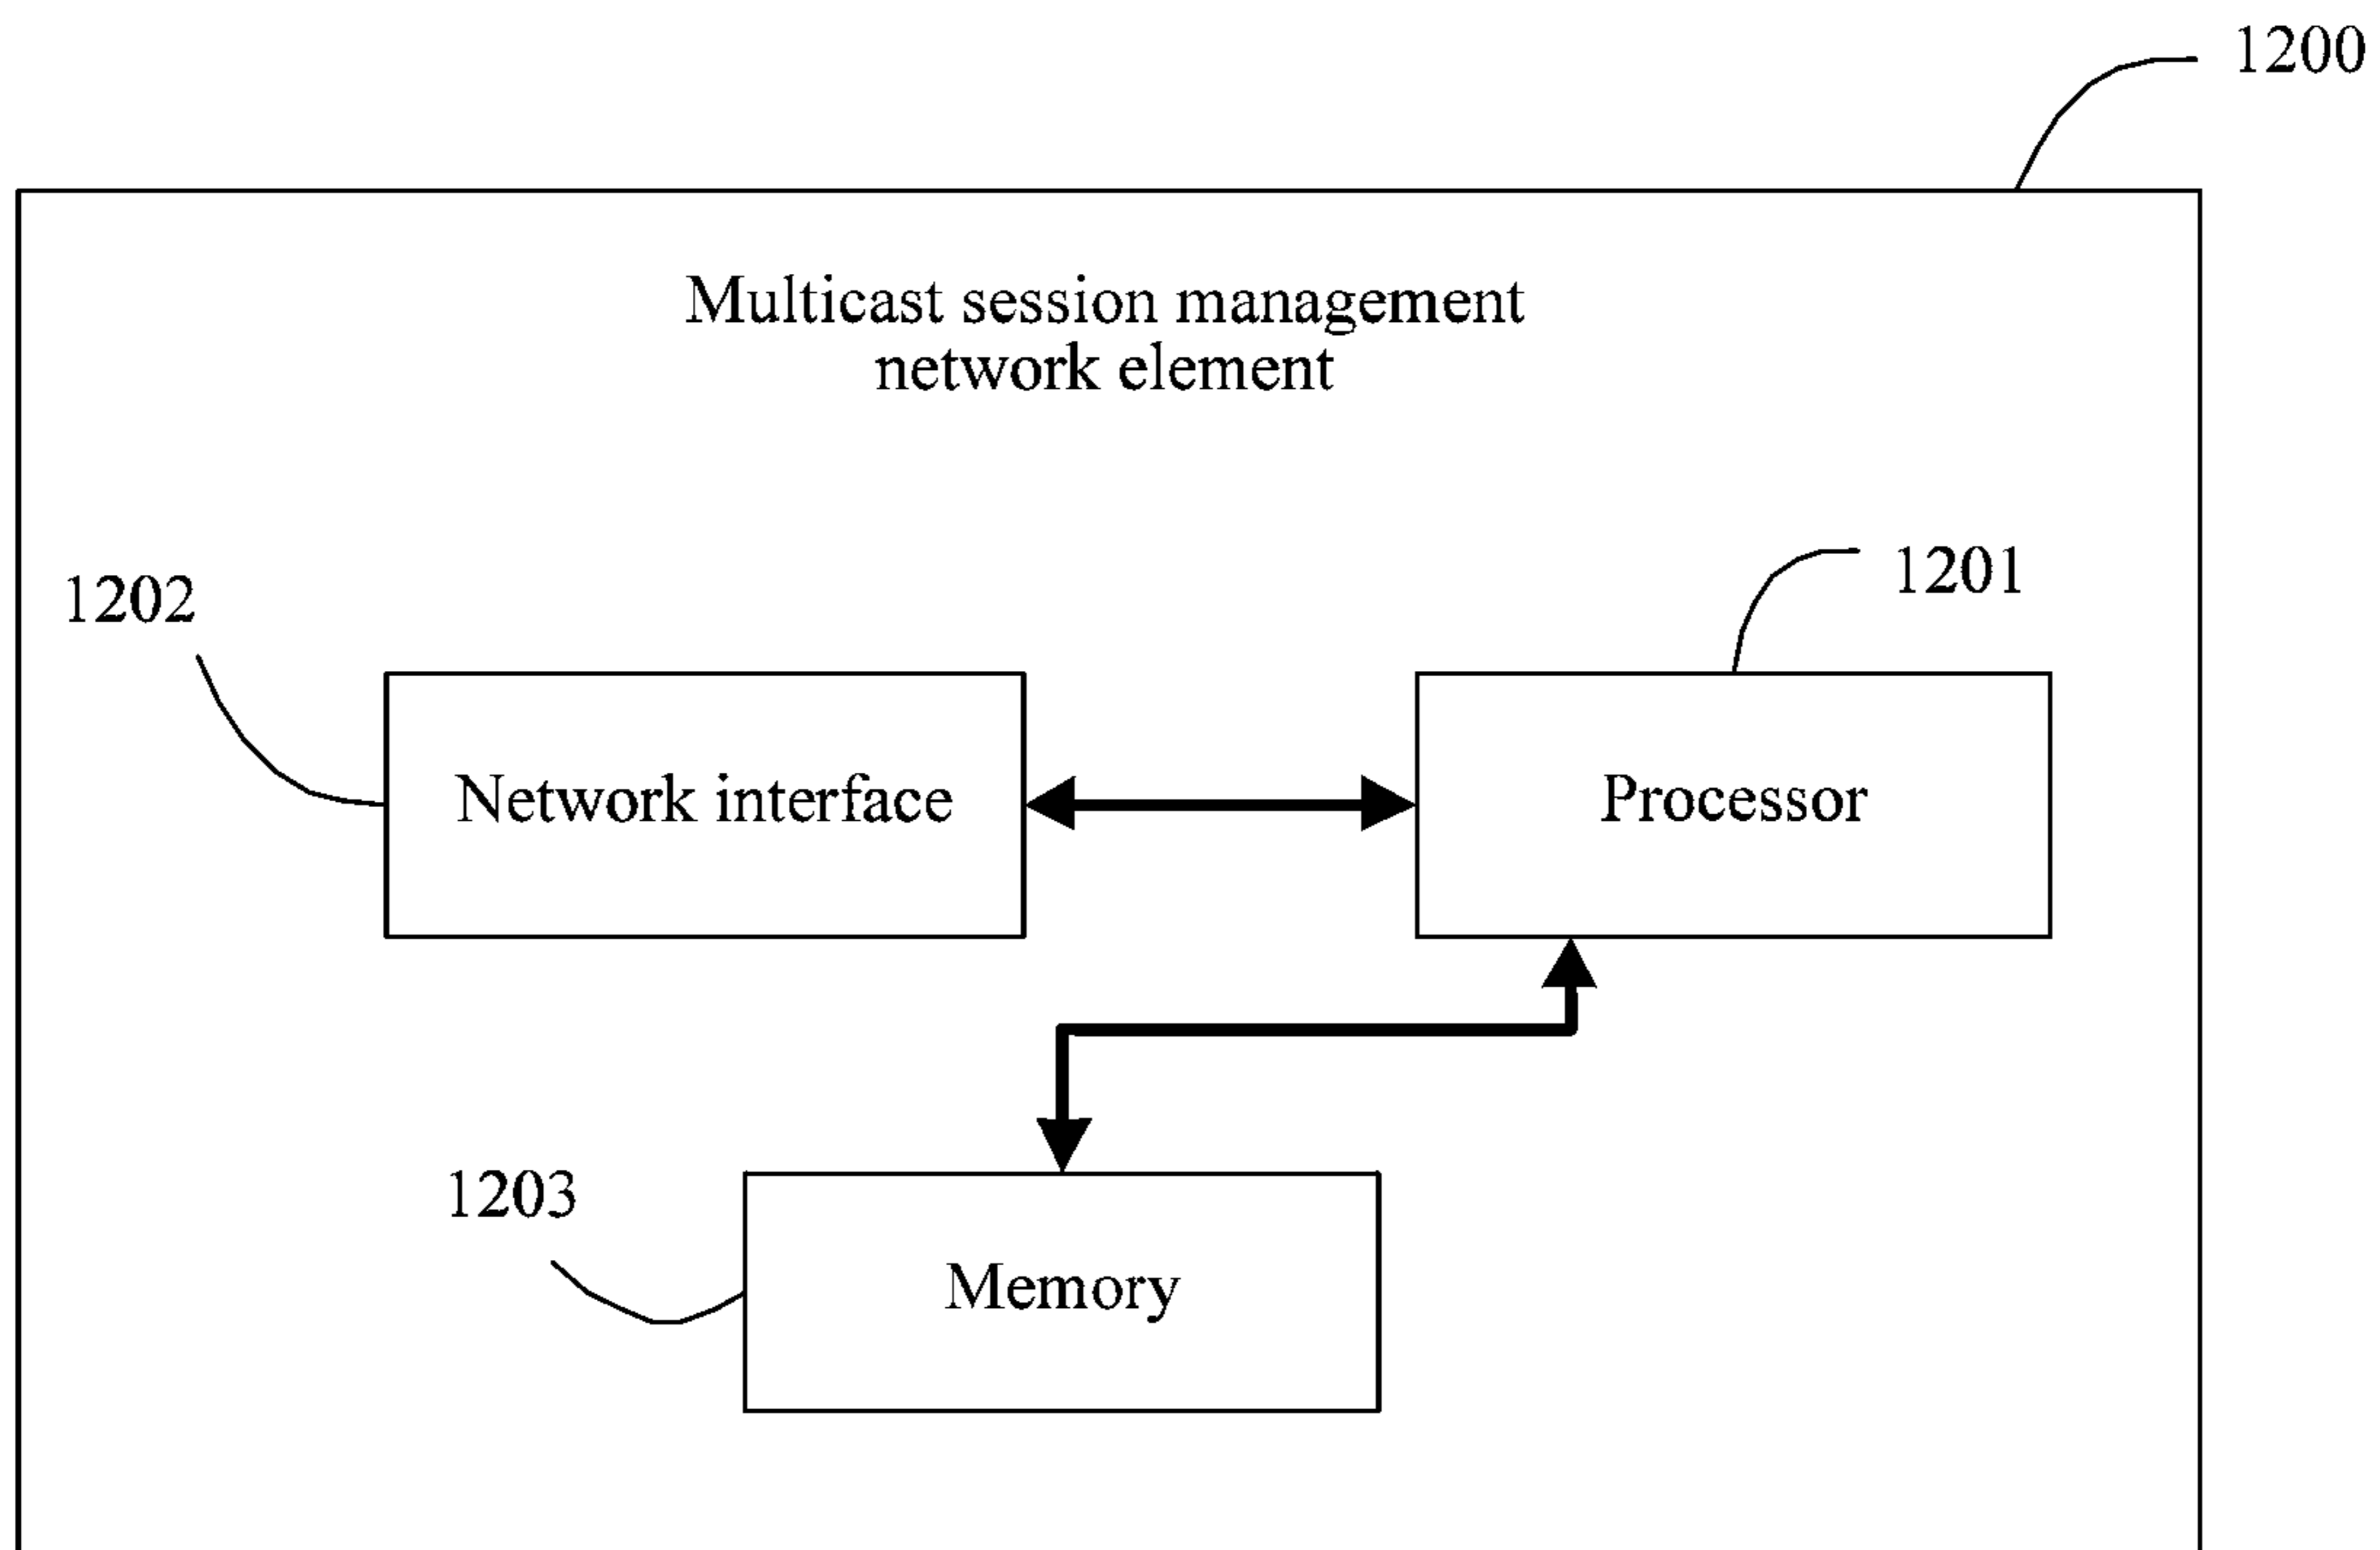 1200
Multicast session management
network element
1202
1201
Network interface
Processor
1203
Memory